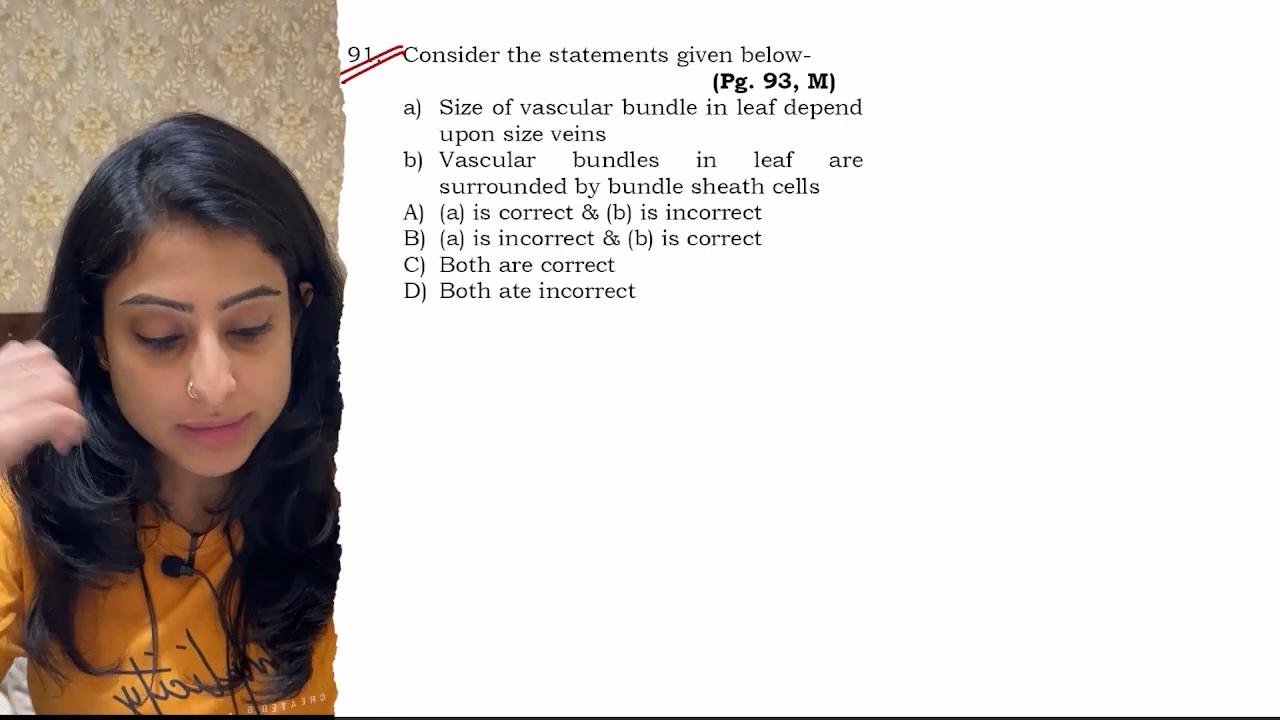 91. Consider the statements given below-
(Pg. 93, M)
a) Size of vascular bundle in leaf depend
upon size veins
b) Vascular bundles in leaf are
surrounded by bundle sheath cells
A) (a) is correct & (b) is incorrect
B) (a) is incorrect & (b) is correct
C) Both are correct
D) Both ate incorrect
CREATED